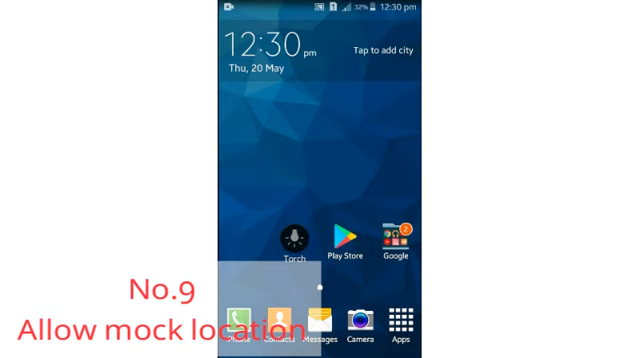 32% 12:30 pm
12:30 pm
Tap to add city
Thu, 20 May
2
Torch
Play Store
Google
No.9
Allow mock location
Phone
Contacts
Messages
Camera
Apps